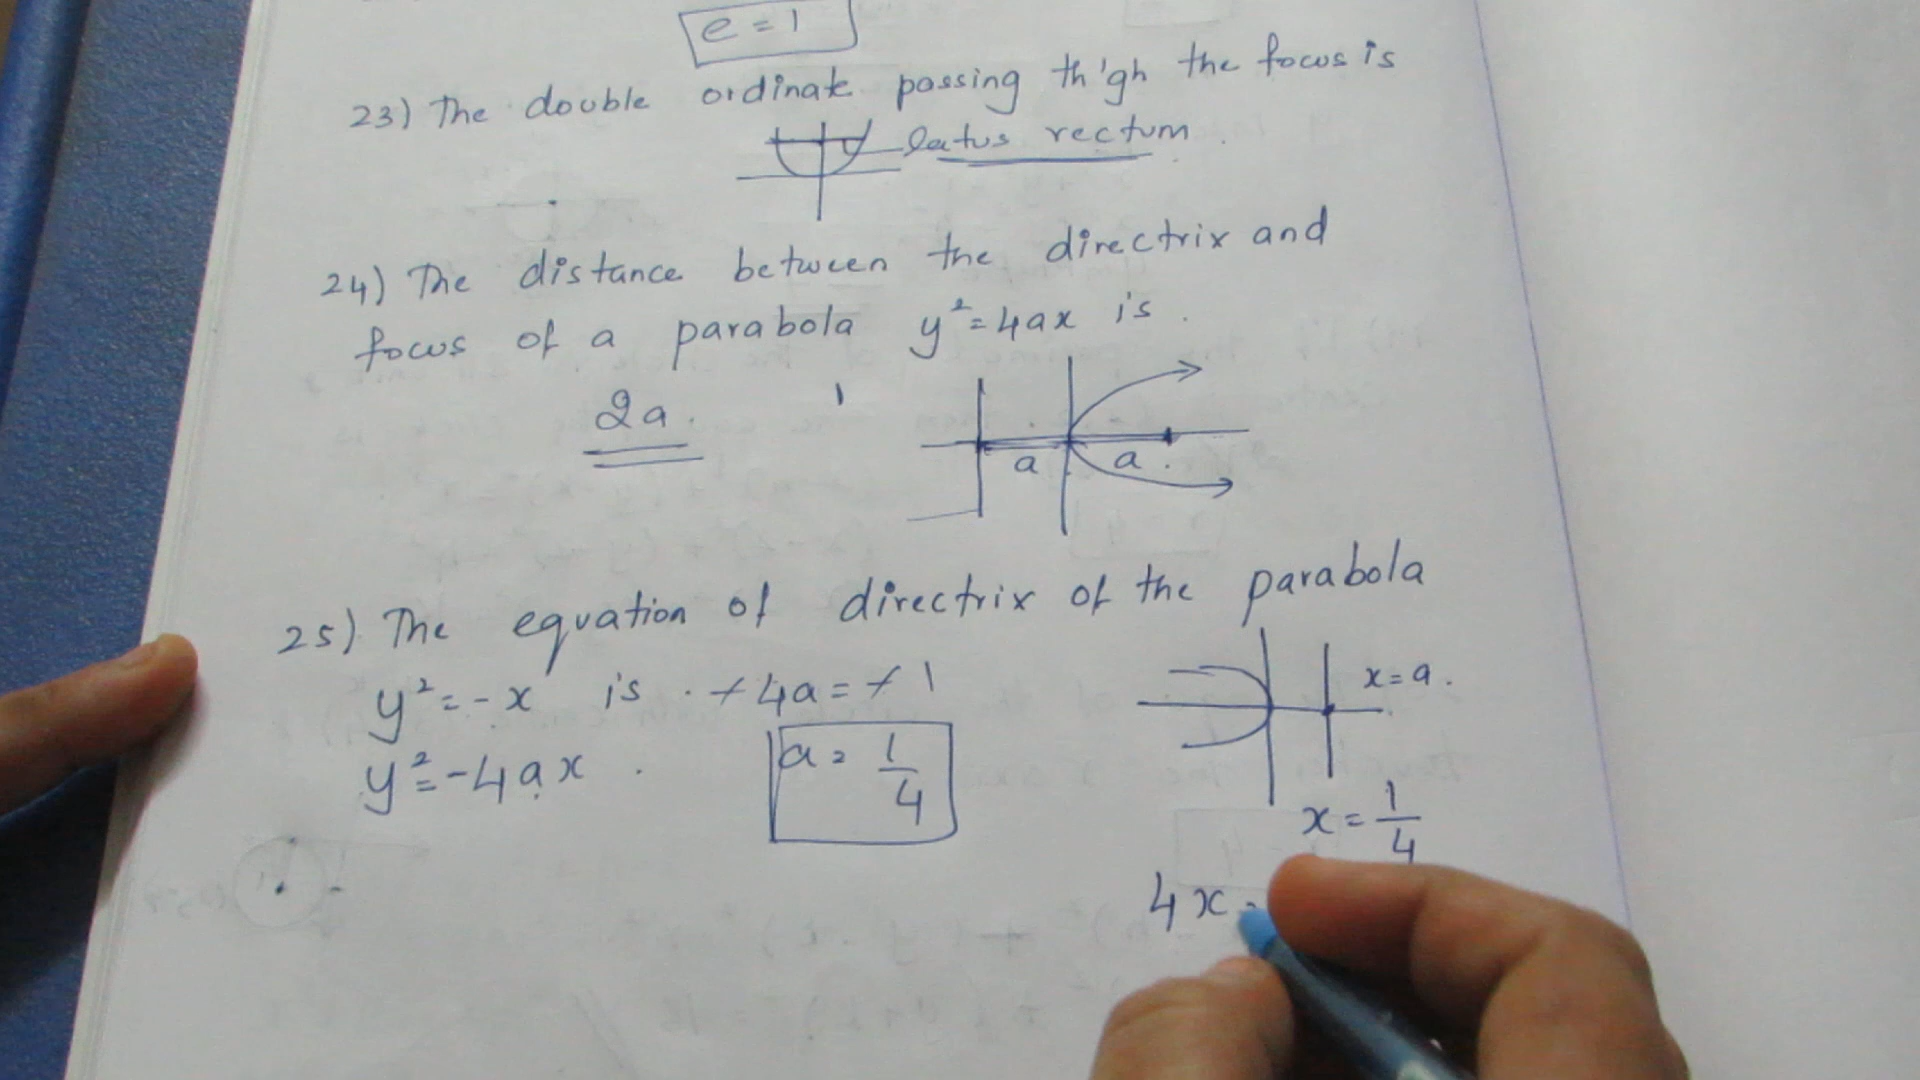 e = 1
23) The double ordinate passing th'gh the focus is
latus rectum.
24) The distance between the directrix and
focus of a parabola y²=4ax is.
2a.
a a.
25) The equation of directrix of the parabola
y²=-x is. +4a=+1
x=a.
y²=-4ax.
a=1/4
x=1/4
4x=